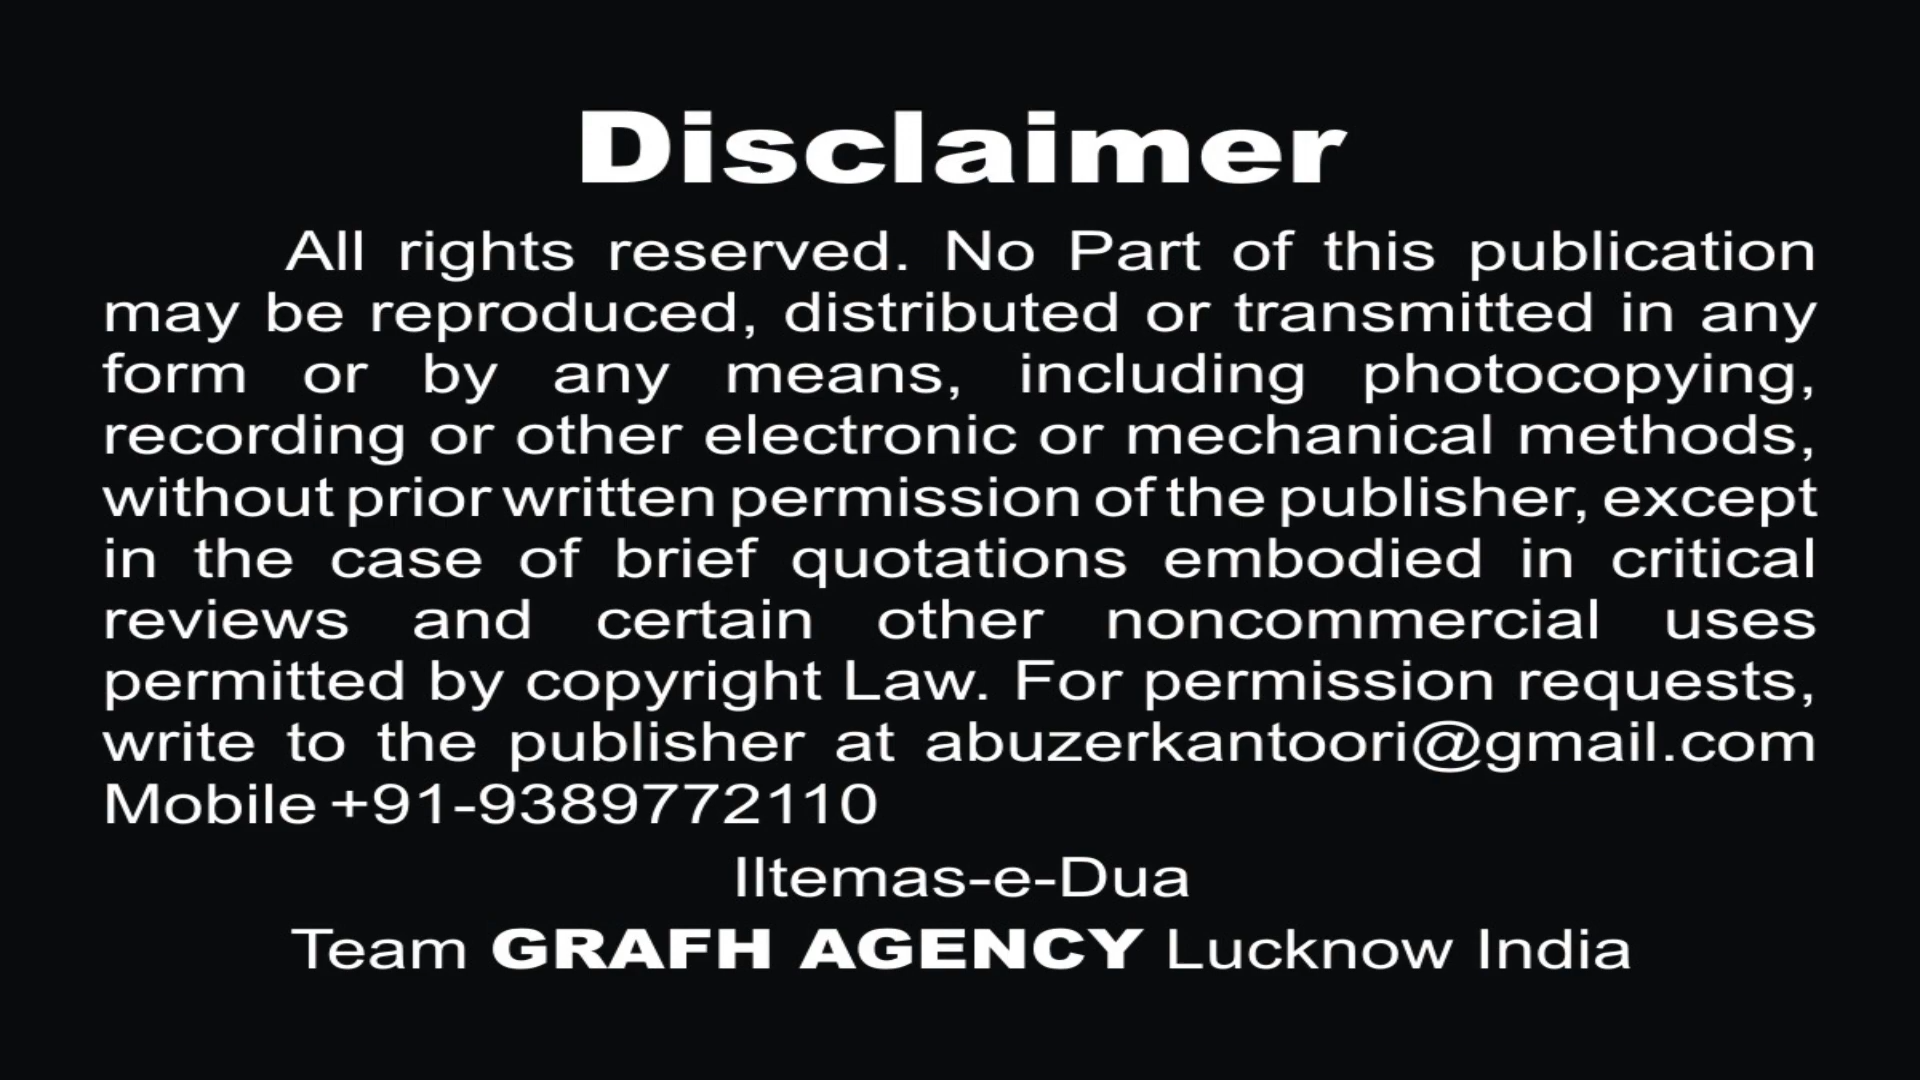 Disclaimer
All rights reserved. No Part of this publication
may be reproduced, distributed or transmitted in any
form or by any means, including photocopying,
recording or other electronic or mechanical methods,
without prior written permission of the publisher, except
in the case of brief quotations embodied in critical
reviews and certain other noncommercial uses
permitted by copyright Law. For permission requests,
write to the publisher at abuzerkantoori@gmail.com
Mobile +91-9389772110
Iltemas-e-Dua
Team GRAFH AGENCY Lucknow India